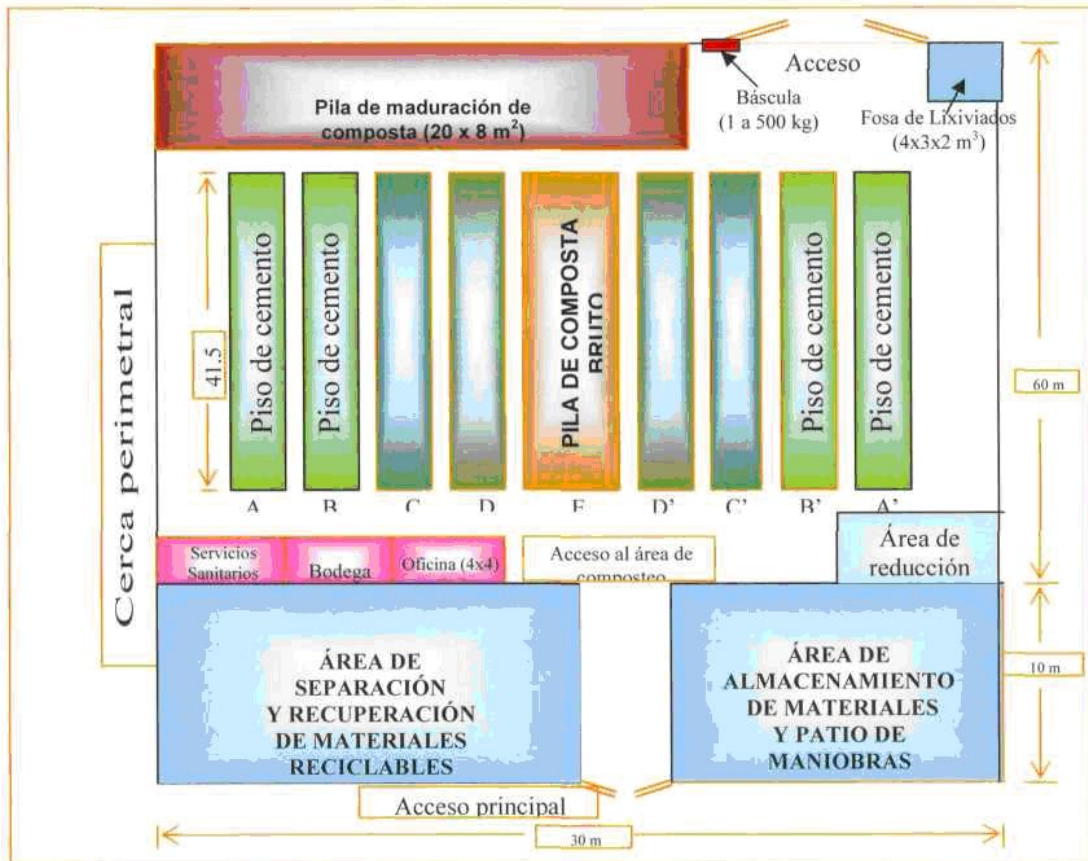 Acceso
Pila de maduración de
composta (20 x 8 m²)
Báscula
(1 a 500 kg)
Fosa de Lixiviados
(4x3x2 m³)
Cerca perimetral
41.5
Piso de cemento
Piso de cemento
PILA DE COMPOSTA
BRUTO
Piso de cemento
Piso de cemento
60 m
A
B
C
D
E
D’
C’
B’
A’
Servicios
Sanitarios
Bodega
Oficina (4x4)
Acceso al área de
composteo
Área de
reducción
ÁREA DE
SEPARACIÓN
Y RECUPERACIÓN
DE MATERIALES
RECICLABLES
ÁREA DE
ALMACENAMIENTO
DE MATERIALES
Y PATIO DE
MANIOBRAS
10 m
Acceso principal
30 m